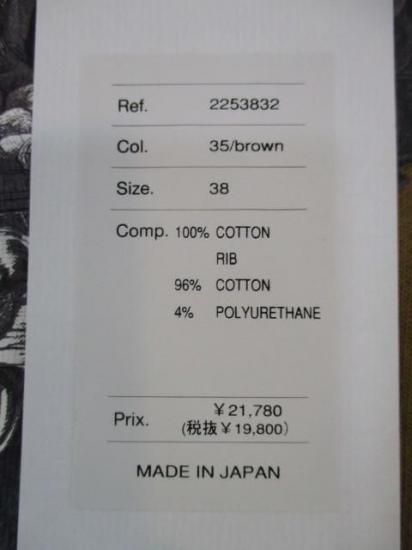 Ref. 2253832
Col. 35/brown
Size. 38
Comp. 100% COTTON
RIB
96% COTTON
4% POLYURETHANE
Prix. ¥21,780
(税抜¥19,800)
MADE IN JAPAN